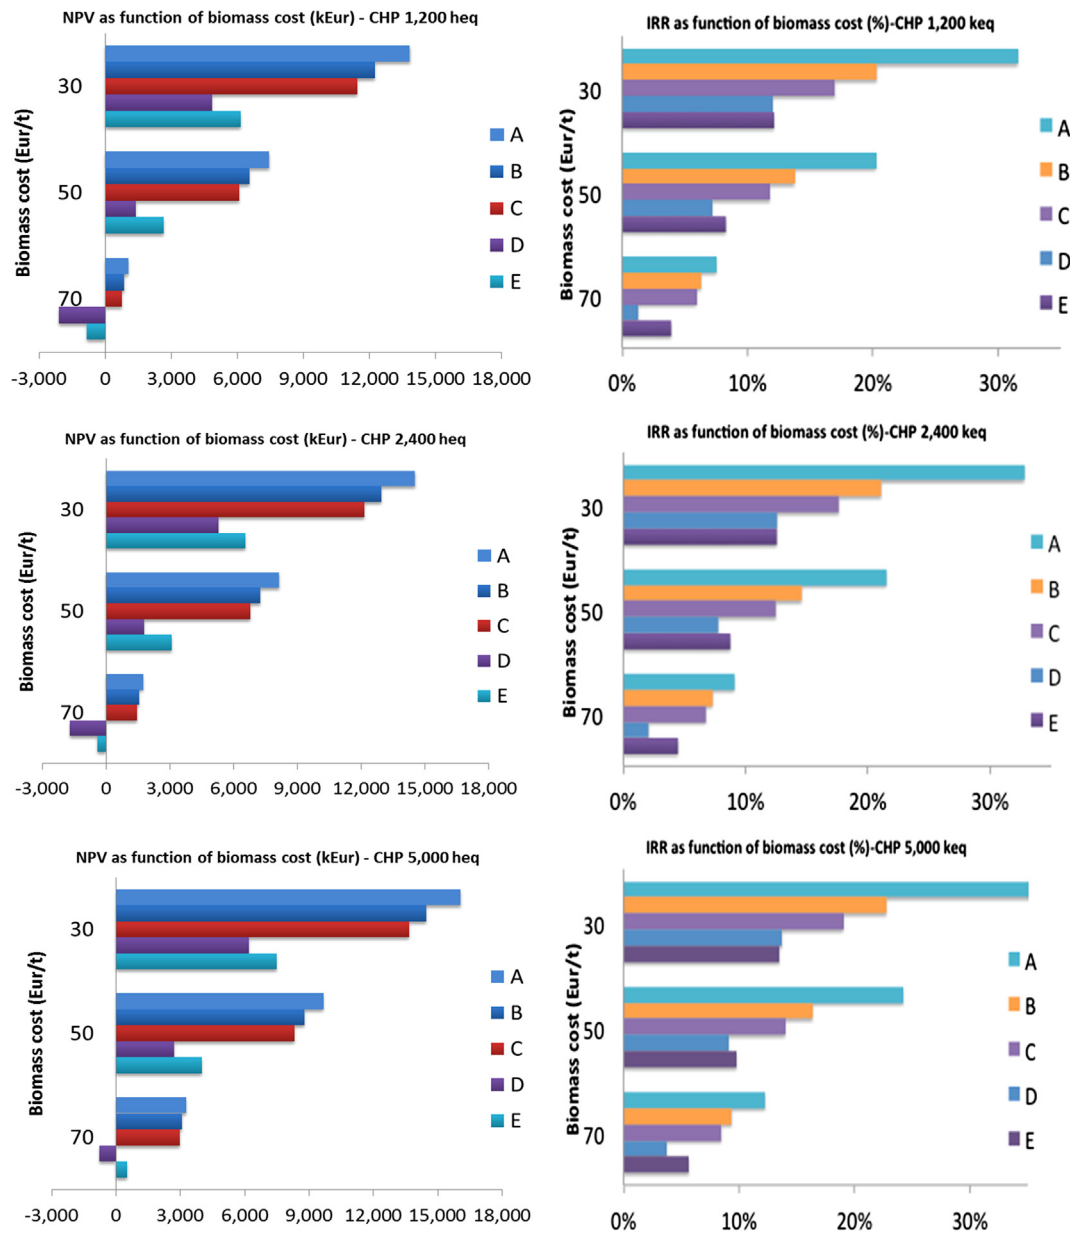 NPV as function of biomass cost (kEur) - CHP 1,200 heq
Biomass cost (Eur/t)
30
50
70
A
B
C
D
E
-3,000 0 3,000 6,000 9,000 12,000 15,000 18,000
IRR as function of biomass cost (%)-CHP 1,200 keq
Biomass cost (Eur/t)
30
50
70
A
B
C
D
E
0% 10% 20% 30%
NPV as function of biomass cost (kEur) - CHP 2,400 heq
Biomass cost (Eur/t)
30
50
70
A
B
C
D
E
-3,000 0 3,000 6,000 9,000 12,000 15,000 18,000
IRR as function of biomass cost (%)-CHP 2,400 keq
Biomass cost (Eur/t)
30
50
70
A
B
C
D
E
0% 10% 20% 30%
NPV as function of biomass cost (kEur) - CHP 5,000 heq
Biomass cost (Eur/t)
30
50
70
A
B
C
D
E
-3,000 0 3,000 6,000 9,000 12,000 15,000 18,000
IRR as function of biomass cost (%)-CHP 5,000 keq
Biomass cost (Eur/t)
30
50
70
A
B
C
D
E
0% 10% 20% 30%